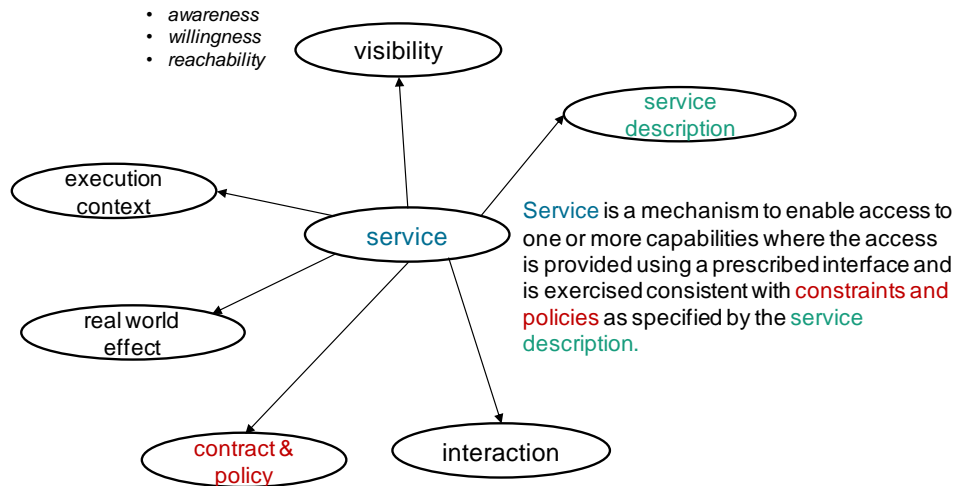 • awareness
• willingness
• reachability
visibility
service
description
execution
context
service
Service is a mechanism to enable access to
one or more capabilities where the access
is provided using a prescribed interface and
is exercised consistent with constraints and
policies as specified by the service
description.
real world
effect
contract &
policy
interaction